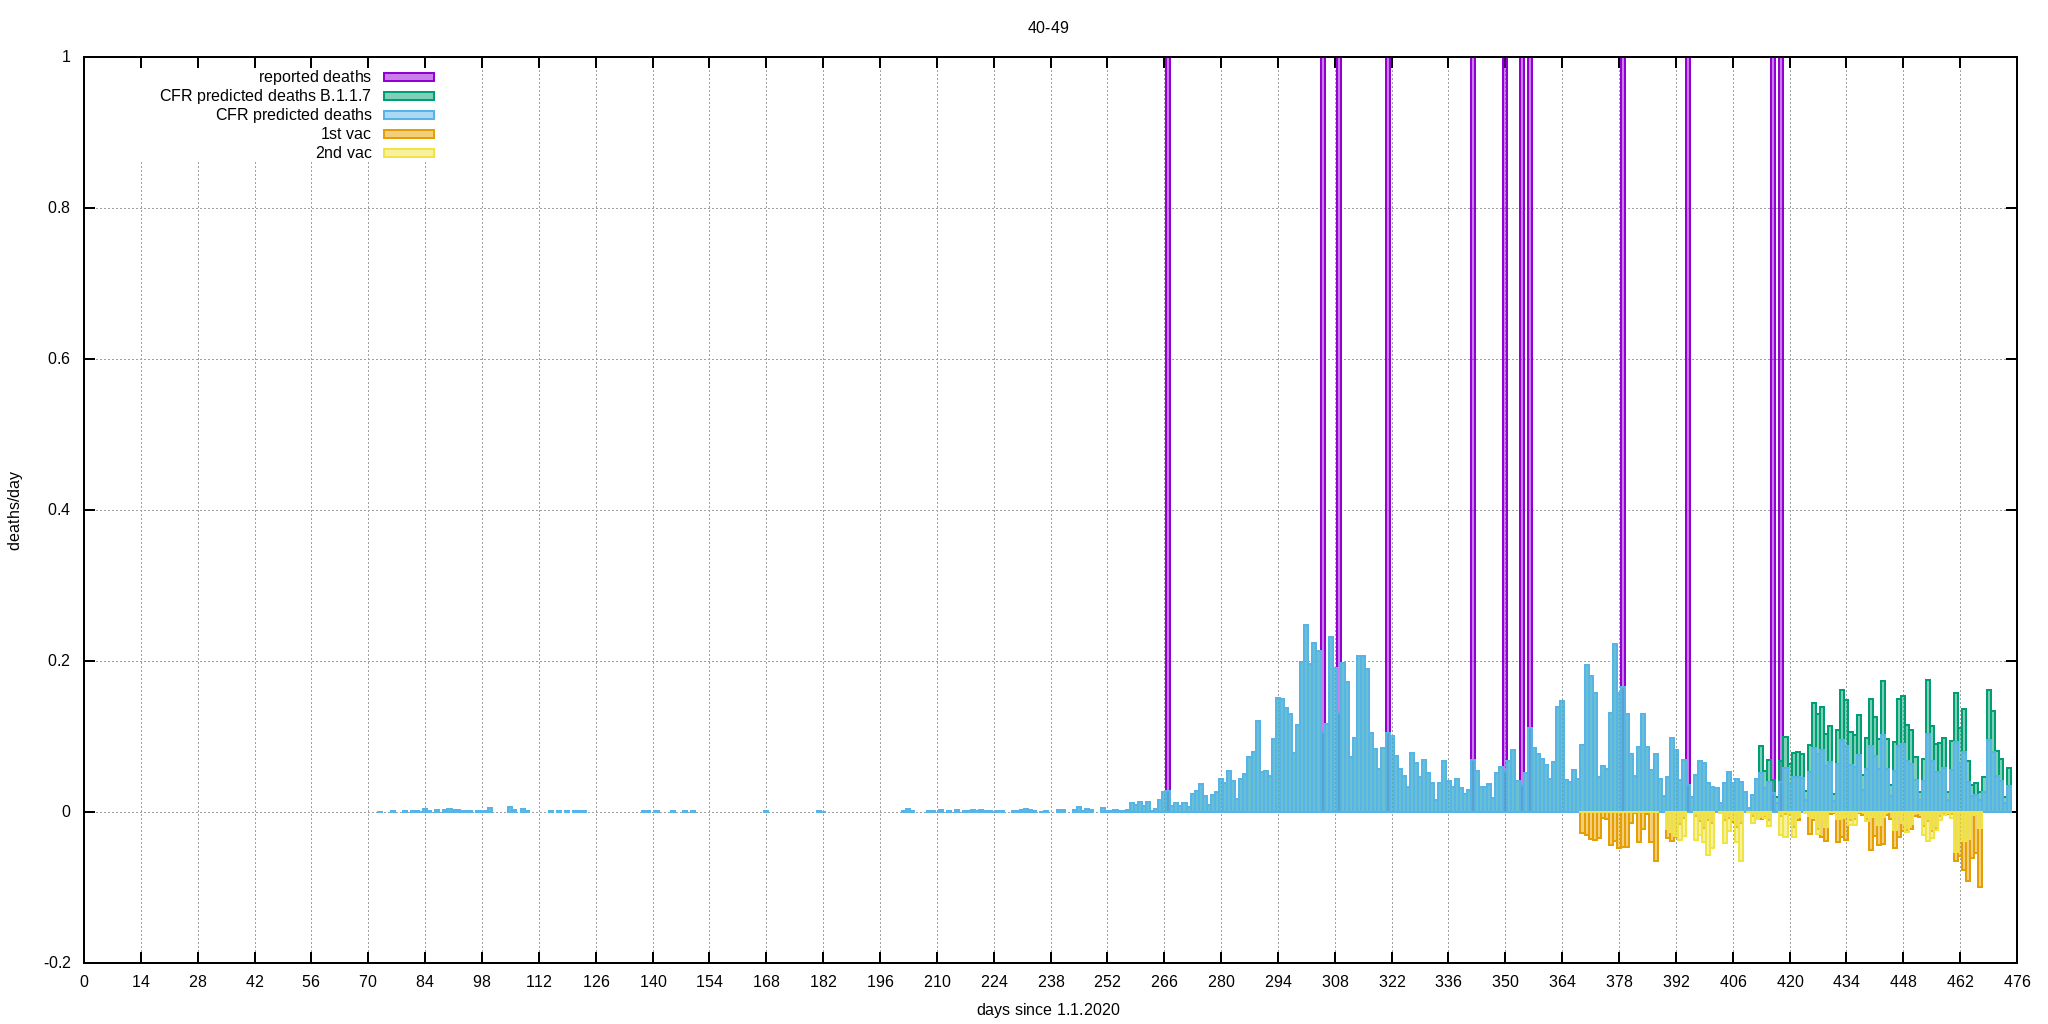 40-49
reported deaths
CFR predicted deaths B.1.1.7
CFR predicted deaths
1st vac
2nd vac
deaths/day
1
0.8
0.6
0.4
0.2
0
-0.2
0 14 28 42 56 70 84 98 112 126 140 154 168 182 196 210 224 238 252 266 280 294 308 322 336 350 364 378 392 406 420 434 448 462 476
days since 1.1.2020